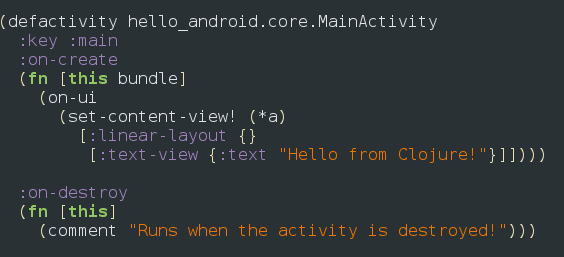 (defactivity hello_android.core.MainActivity
  :key :main
  :on-create
  (fn [this bundle]
    (on-ui
      (set-content-view! (*a)
        [:linear-layout {}
         [:text-view {:text "Hello from Clojure!"}]])))

  :on-destroy
  (fn [this]
    (comment "Runs when the activity is destroyed!")))